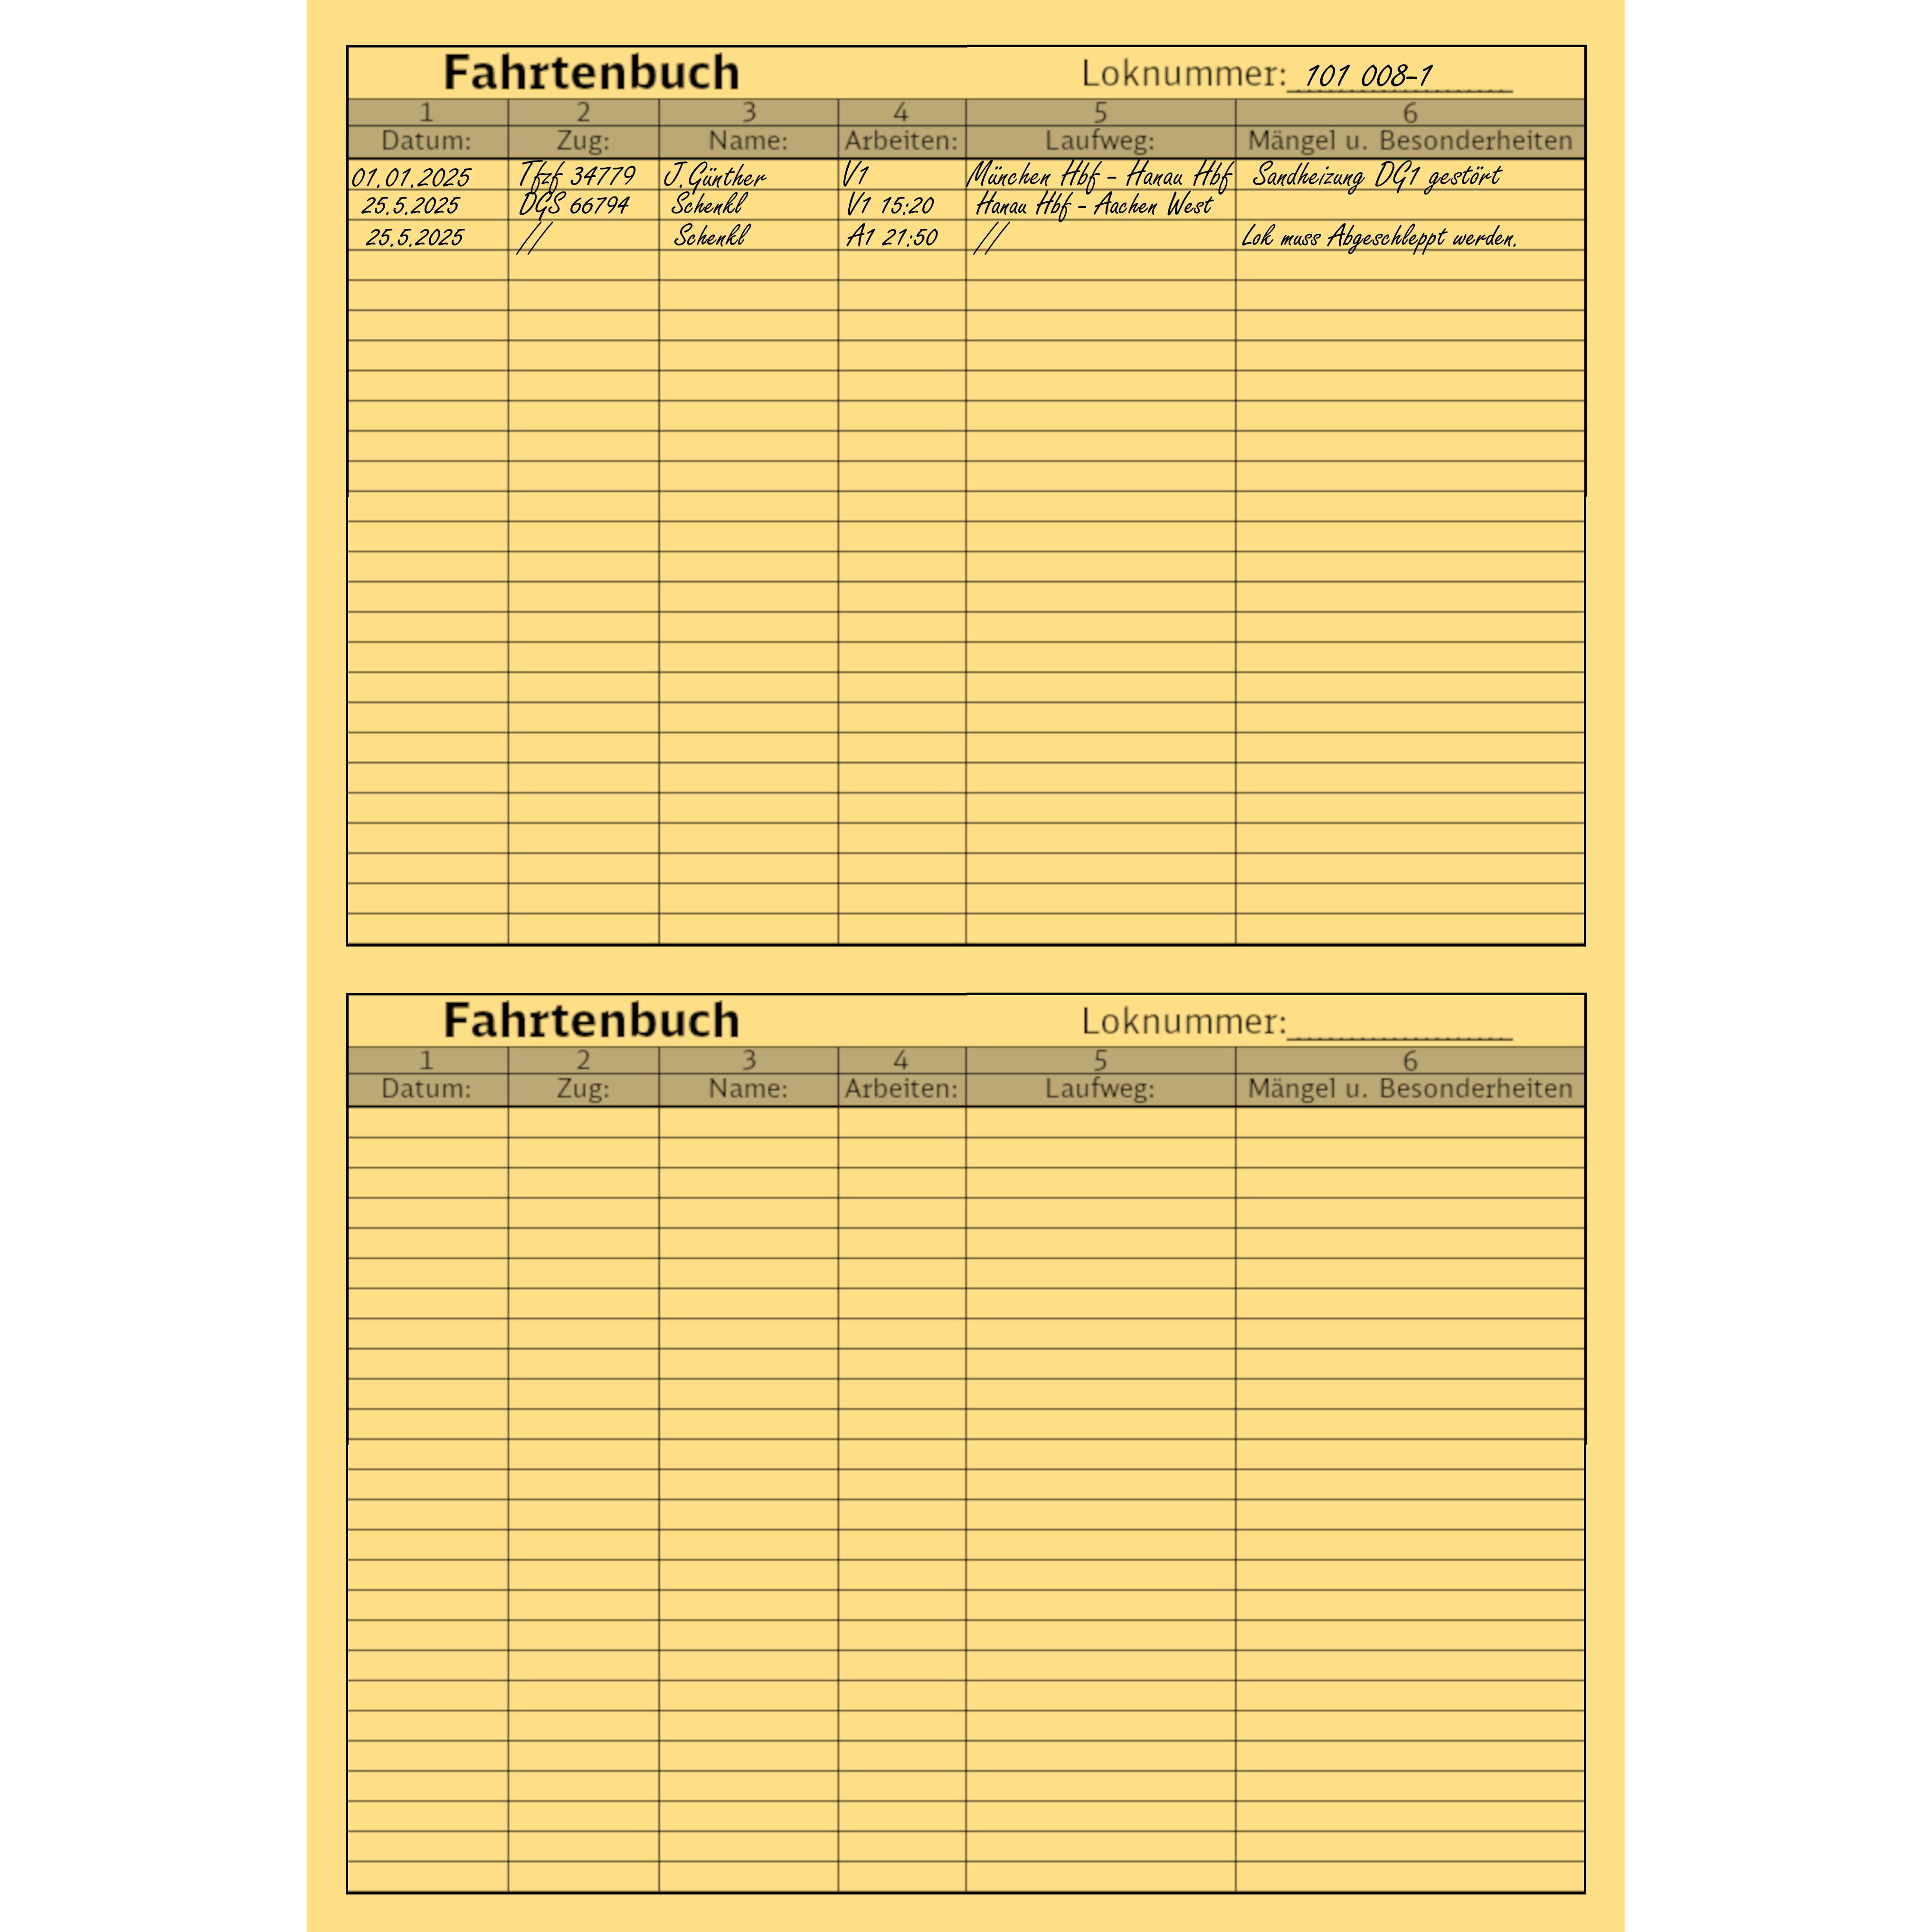 Fahrtenbuch Loknummer: 101 008-1
1 2 3 4 5 6
Datum: Zug: Name: Arbeiten: Laufweg: Mängel u. Besonderheiten
01.01.2025 Tfzf 34779 J.Günther V1 München Hbf - Hanau Hbf Sandheizung DG1 gestört
25.5.2025 DGS 66794 Schenkl V1 15:20 Hanau Hbf - Aachen West
25.5.2025 // Schenkl A1 21:50 // Lok muss Abgeschleppt werden.
Fahrtenbuch Loknummer:
1 2 3 4 5 6
Datum: Zug: Name: Arbeiten: Laufweg: Mängel u. Besonderheiten